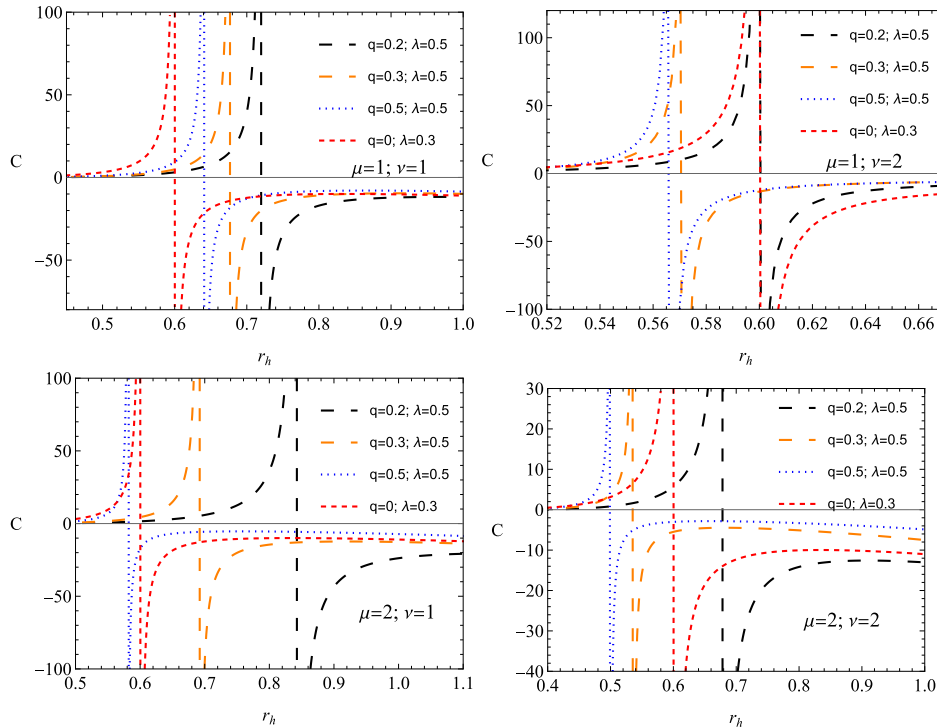 q=0.2; λ=0.5
q=0.3; λ=0.5
q=0.5; λ=0.5
q=0; λ=0.3
μ=1; ν=1
C
100
50
0
-50
0.5 0.6 0.7 0.8 0.9 1.0
r_h
q=0.2; λ=0.5
q=0.3; λ=0.5
q=0.5; λ=0.5
q=0; λ=0.3
μ=1; ν=2
C
100
50
0
-50
-100
0.52 0.54 0.56 0.58 0.60 0.62 0.64 0.66
r_h
q=0.2; λ=0.5
q=0.3; λ=0.5
q=0.5; λ=0.5
q=0; λ=0.3
μ=2; ν=1
C
100
50
0
-50
-100
0.5 0.6 0.7 0.8 0.9 1.0 1.1
r_h
q=0.2; λ=0.5
q=0.3; λ=0.5
q=0.5; λ=0.5
q=0; λ=0.3
μ=2; ν=2
C
30
20
10
0
-10
-20
-30
-40
0.4 0.5 0.6 0.7 0.8 0.9 1.0
r_h